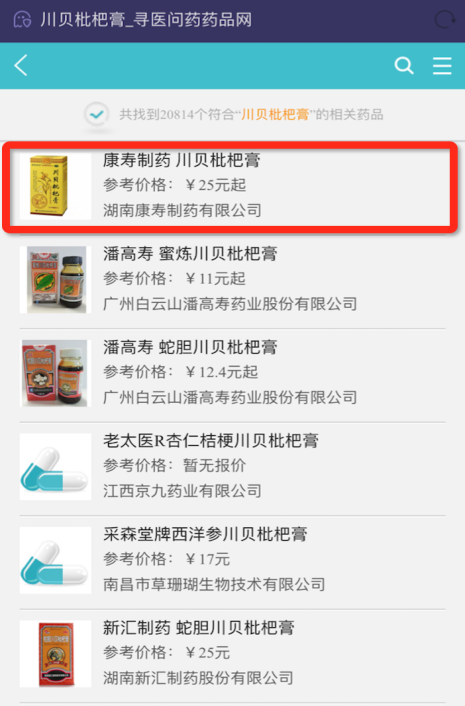 川贝枇杷膏_寻医问药药品网
共找到20814个符合“川贝枇杷膏”的相关药品
康寿制药 川贝枇杷膏
参考价格：￥25元起
湖南康寿制药有限公司
潘高寿 蜜炼川贝枇杷膏
参考价格：￥11元起
广州白云山潘高寿药业股份有限公司
潘高寿 蛇胆川贝枇杷膏
参考价格：￥12.4元起
广州白云山潘高寿药业股份有限公司
老太医R杏仁桔梗川贝枇杷膏
参考价格：暂无报价
江西京九药业有限公司
采森堂牌西洋参川贝枇杷膏
参考价格：￥17元
南昌市草珊瑚生物技术有限公司
新汇制药 蛇胆川贝枇杷膏
参考价格：￥25元
湖南新汇制药股份有限公司